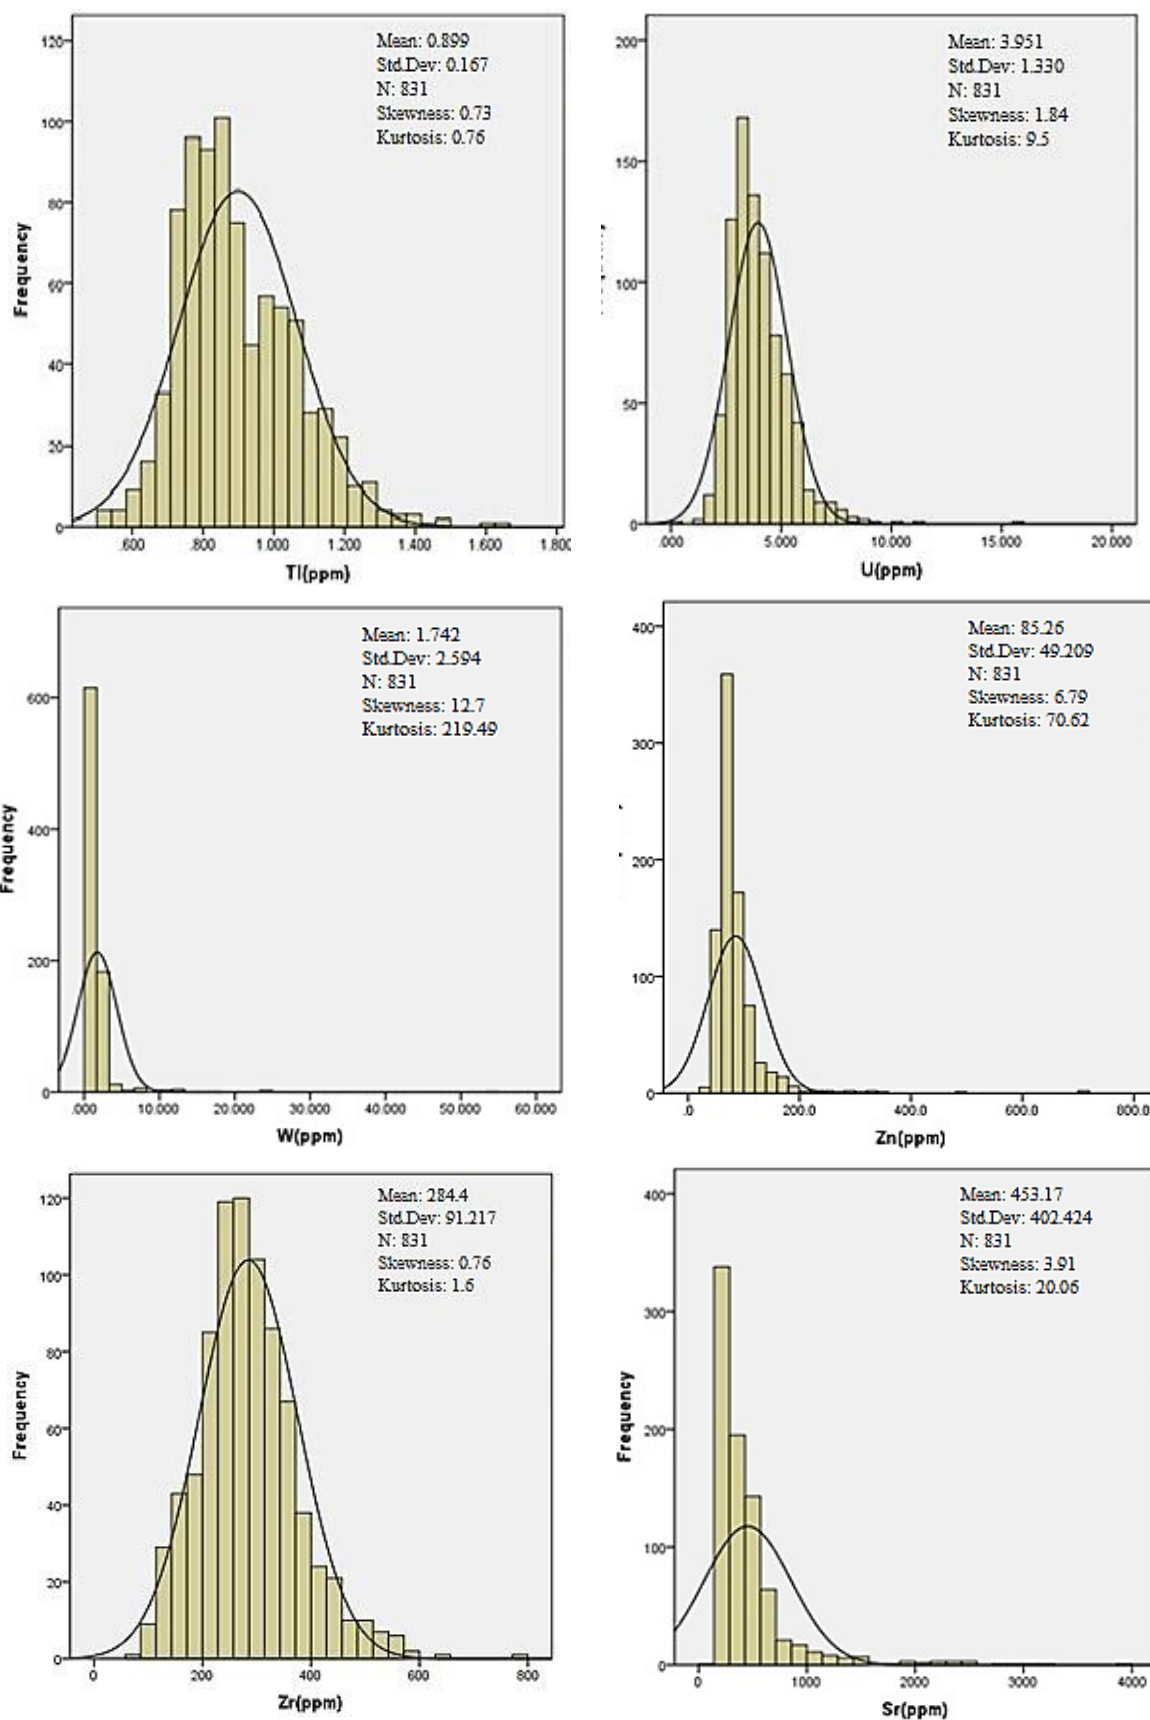 Mean: 0.899
Std.Dev: 0.167
N: 831
Skewness: 0.73
Kurtosis: 0.76
120
100
80
60
40
20
0
Frequency
.600 .800 1.000 1.200 1.400 1.600 1.800
Tl(ppm)
Mean: 3.951
Std.Dev: 1.330
N: 831
Skewness: 1.84
Kurtosis: 9.5
200
150
100
50
0
.000 5.000 10.000 15.000 20.000
U(ppm)
Mean: 1.742
Std.Dev: 2.594
N: 831
Skewness: 12.7
Kurtosis: 219.49
600
400
200
0
Frequency
.000 10.000 20.000 30.000 40.000 50.000 60.000
W(ppm)
Mean: 85.26
Std.Dev: 49.209
N: 831
Skewness: 6.79
Kurtosis: 70.62
400
300
200
100
0
.0 200.0 400.0 600.0 800.0
Zn(ppm)
Mean: 284.4
Std.Dev: 91.217
N: 831
Skewness: 0.76
Kurtosis: 1.6
120
100
80
60
40
20
0
Frequency
0 200 400 600 800
Zr(ppm)
Mean: 453.17
Std.Dev: 402.424
N: 831
Skewness: 3.91
Kurtosis: 20.06
400
300
200
100
0
Frequency
0 1000 2000 3000 4000
Sr(ppm)